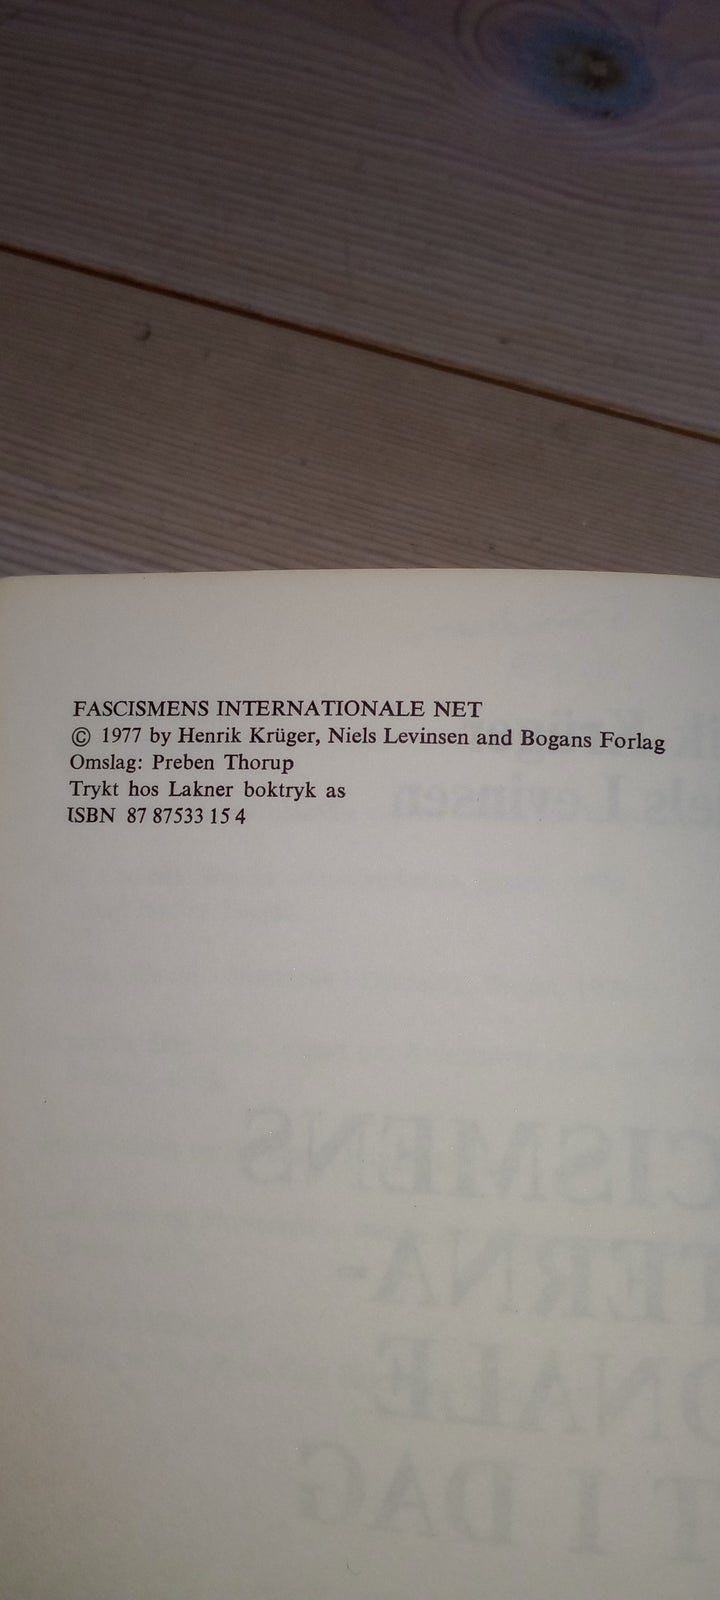 FASCISMENS INTERNATIONALE NET
© 1977 by Henrik Krüger, Niels Levinsen and Bogans Forlag
Omslag: Preben Thorup
Trykt hos Lakner boktryk as
ISBN 87 87533 15 4